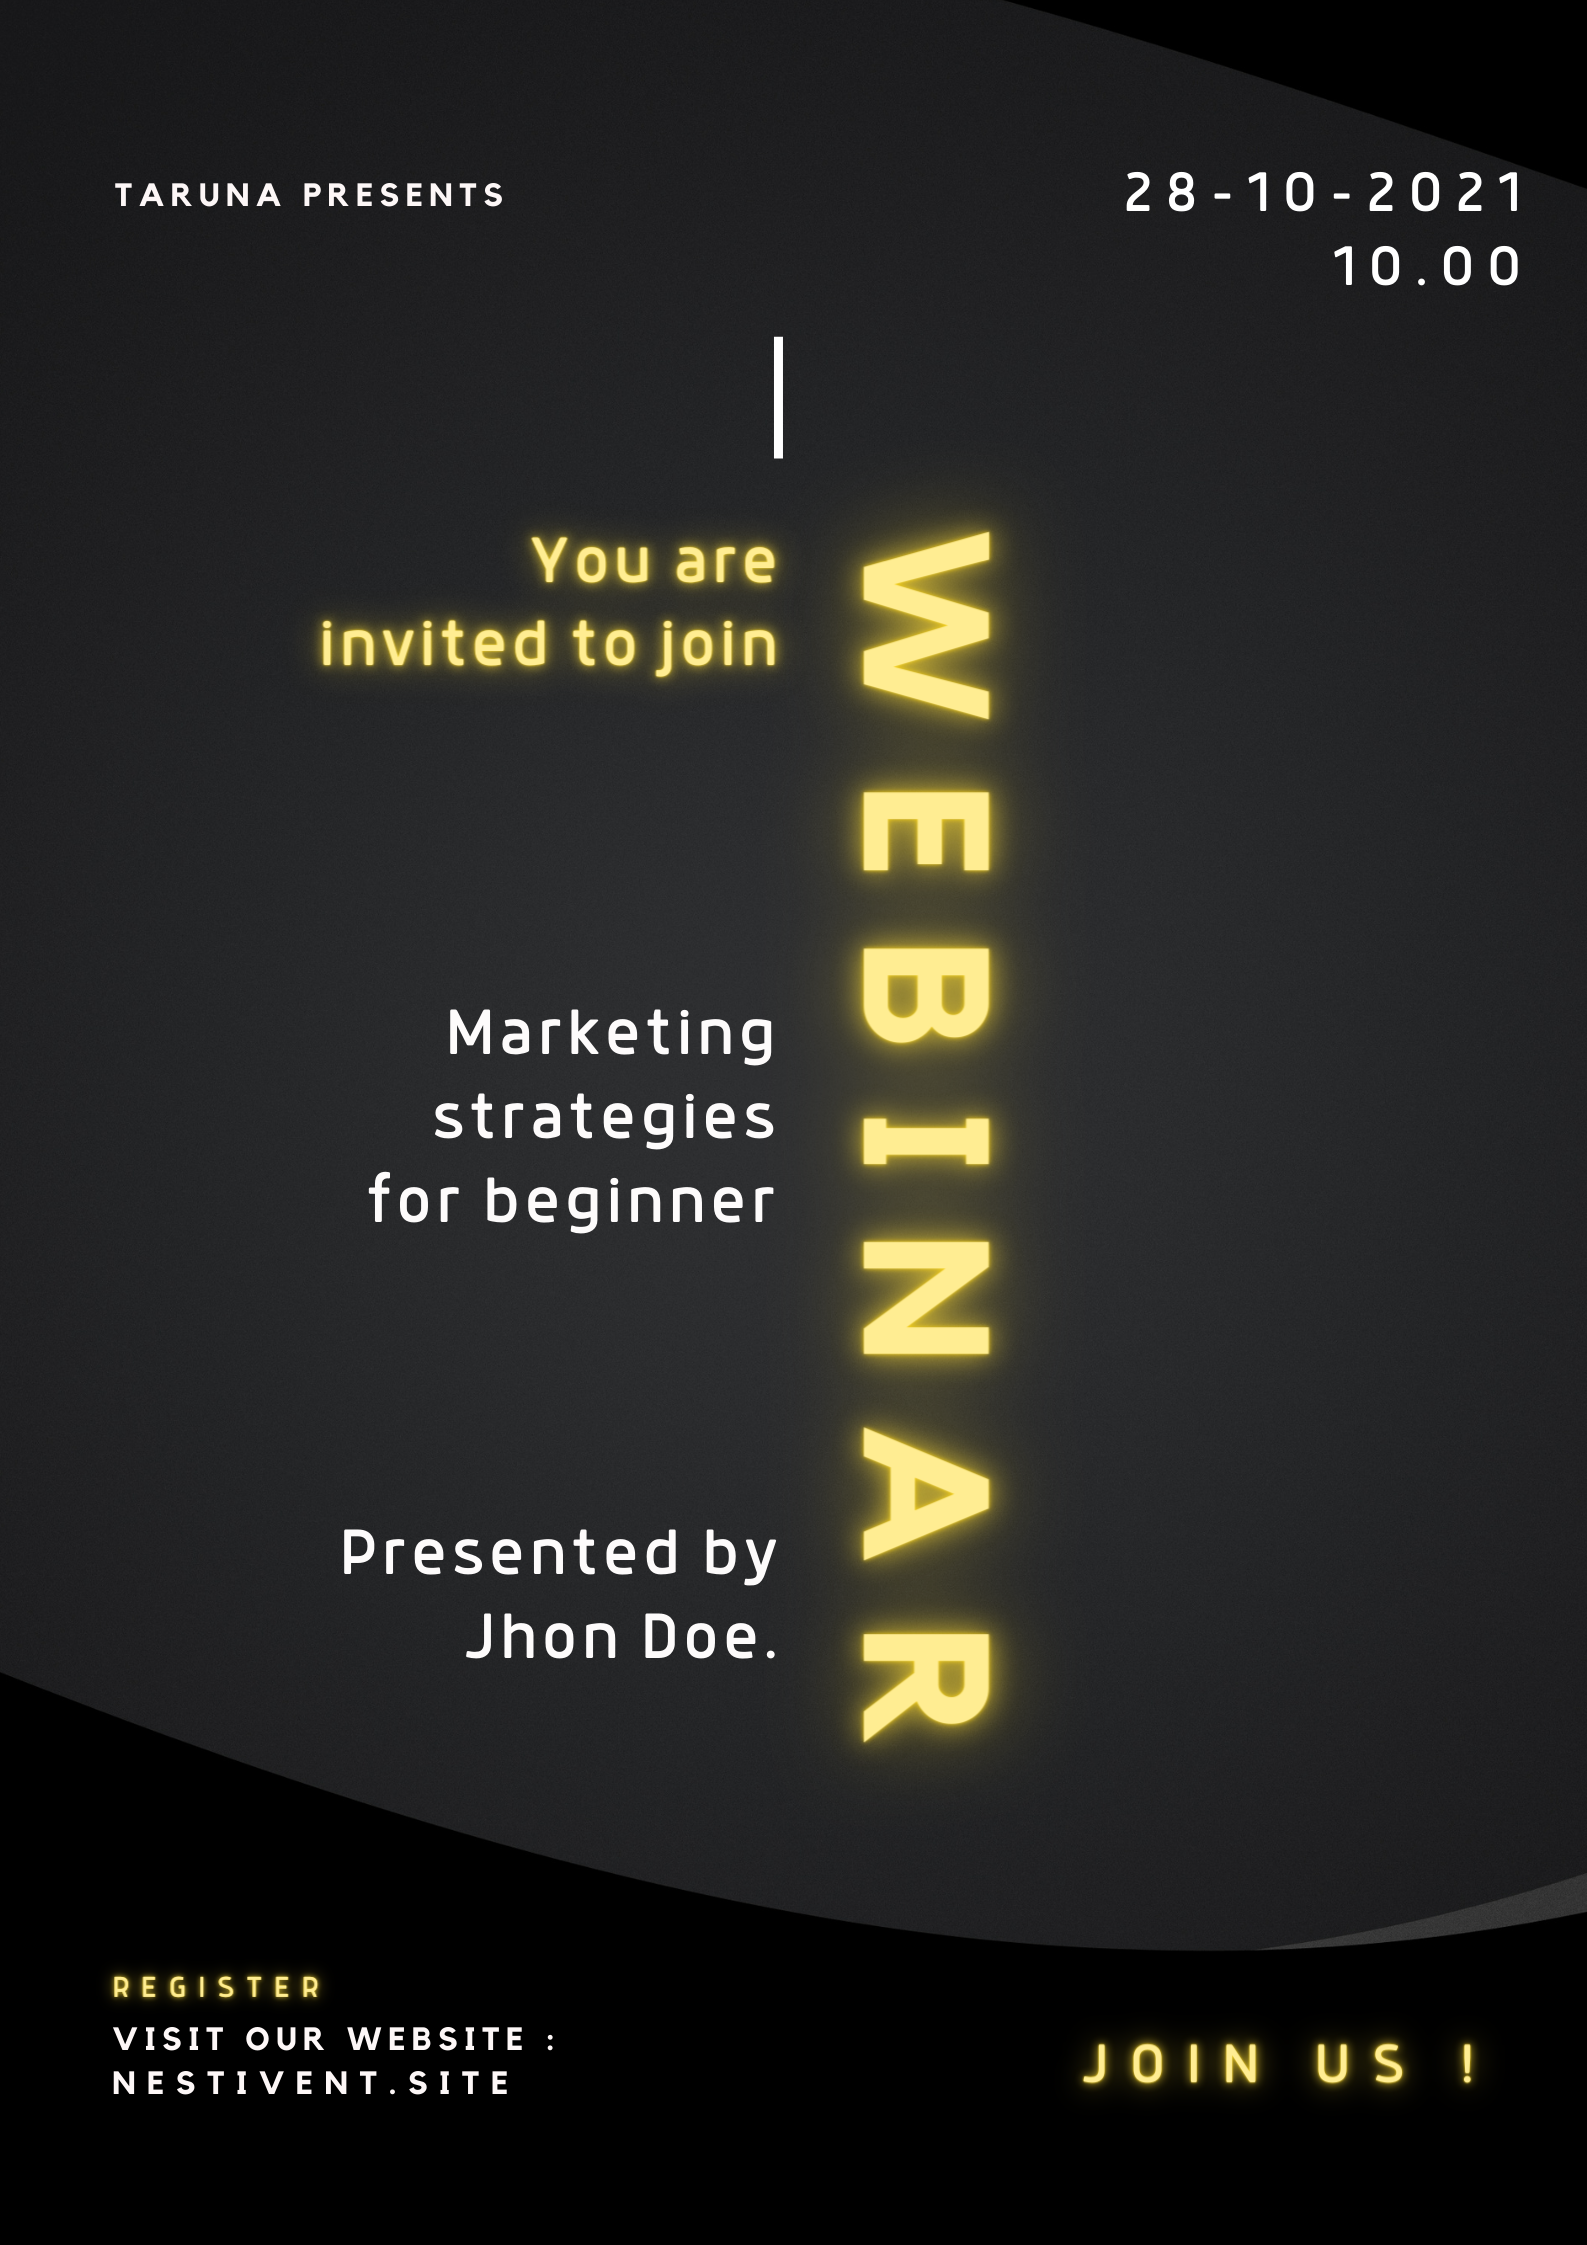 TARUNA PRESENTS
28-10-2021
10.00
You are
invited to join
WEBINAR
Marketing
strategies
for beginner
Presented by
Jhon Doe.
REGISTER
VISIT OUR WEBSITE :
NESTIVENT.SITE
JOIN US !